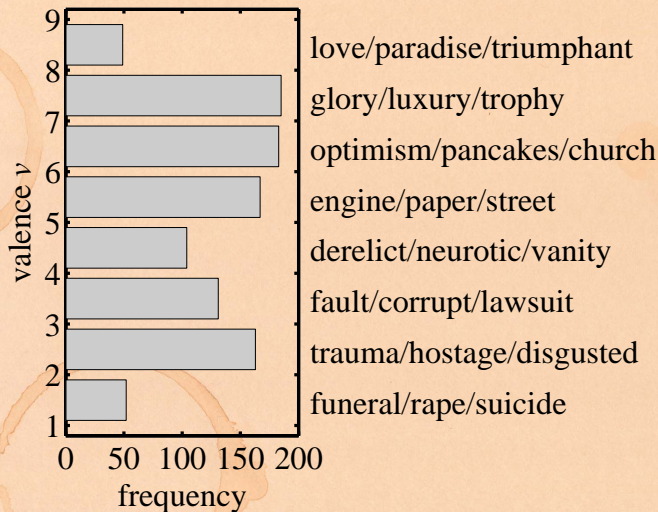 9
love/paradise/triumphant
8
glory/luxury/trophy
7
optimism/pancakes/church
6
engine/paper/street
5
derelict/neurotic/vanity
4
fault/corrupt/lawsuit
3
trauma/hostage/disgusted
2
funeral/rape/suicide
1
valence v
0 50 100 150 200
frequency